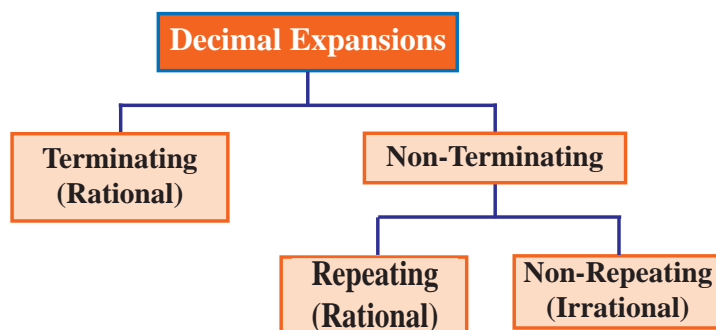 Decimal Expansions
Terminating
(Rational)
Non-Terminating
Repeating
(Rational)
Non-Repeating
(Irrational)